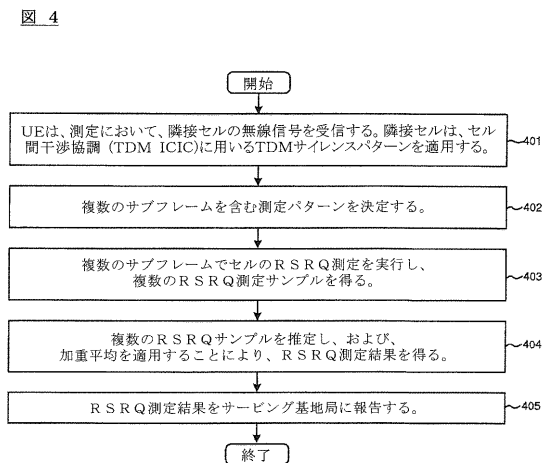 図 4
開始
UEは、測定において、隣接セルの無線信号を受信する。隣接セルは、セル
間干渉協調 (TDM ICIC)に用いるTDMサイレンスパターンを適用する。
401
複数のサブフレームを含む測定パターンを決定する。
402
複数のサブフレームでセルのRSRQ測定を実行し、
複数のRSRQ測定サンプルを得る。
403
複数のRSRQサンプルを推定し、および、
加重平均を適用することにより、RSRQ測定結果を得る。
404
RSRQ測定結果をサービング基地局に報告する。
405
終了